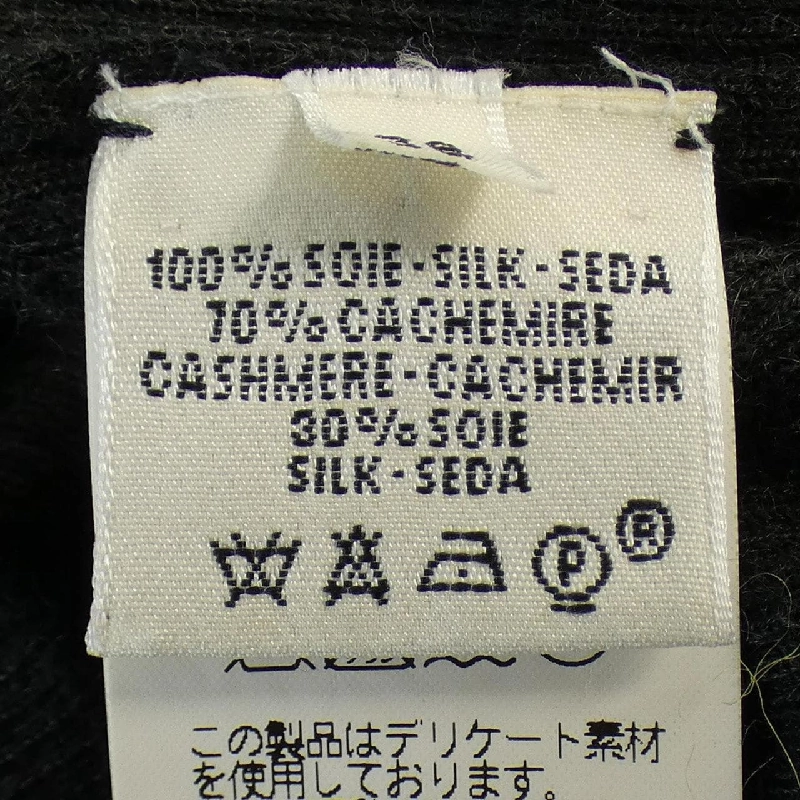 100% SOIE·SILK·SEDA
70% CACHEMIRE
CASHMERE·CACHEMIR
30% SOIE
SILK·SEDA
P ®
この製品はデリケート素材
を使用しております。